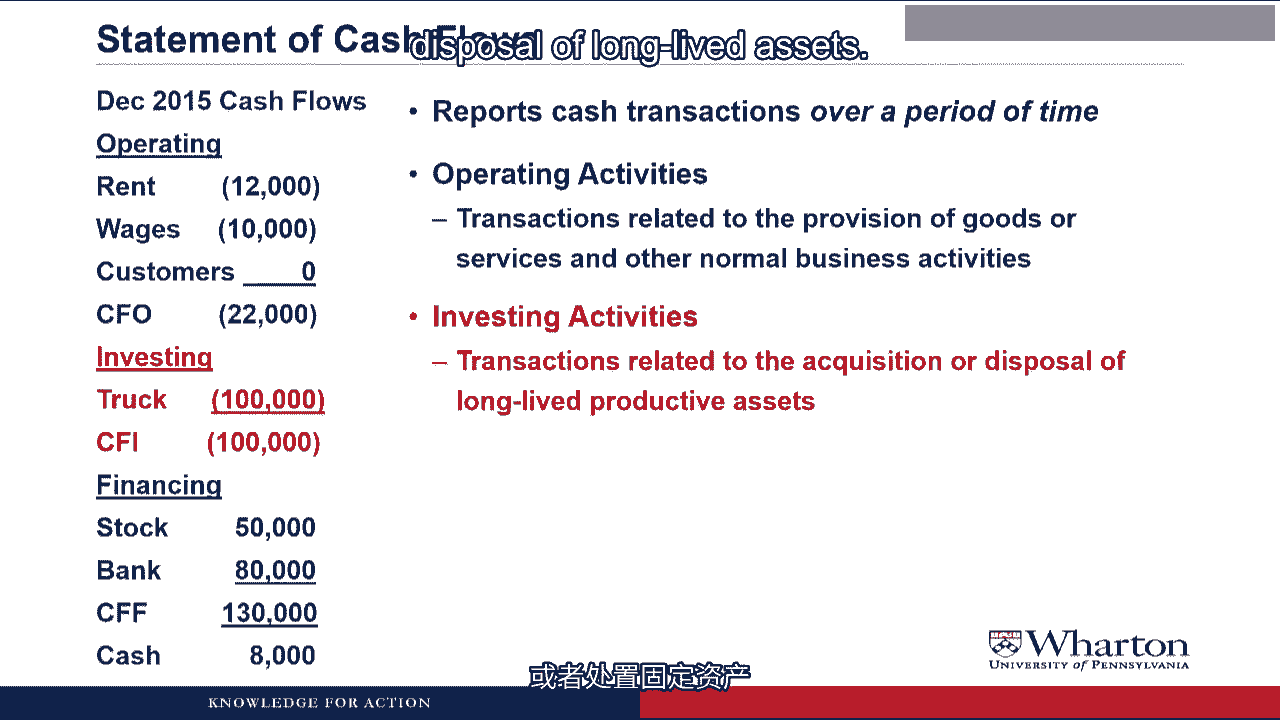 Statement of Cash Flows
disposal of long-lived assets.
Dec 2015 Cash Flows
Operating
Rent (12,000)
Wages (10,000)
Customers 0
CFO (22,000)
Investing
Truck (100,000)
CFI (100,000)
Financing
Stock 50,000
Bank 80,000
CFF 130,000
Cash 8,000
• Reports cash transactions over a period of time
• Operating Activities
– Transactions related to the provision of goods or
services and other normal business activities
• Investing Activities
– Transactions related to the acquisition or disposal of
long-lived productive assets
Wharton
UNIVERSITY of PENNSYLVANIA
或者处置固定资产
KNOWLEDGE FOR ACTION